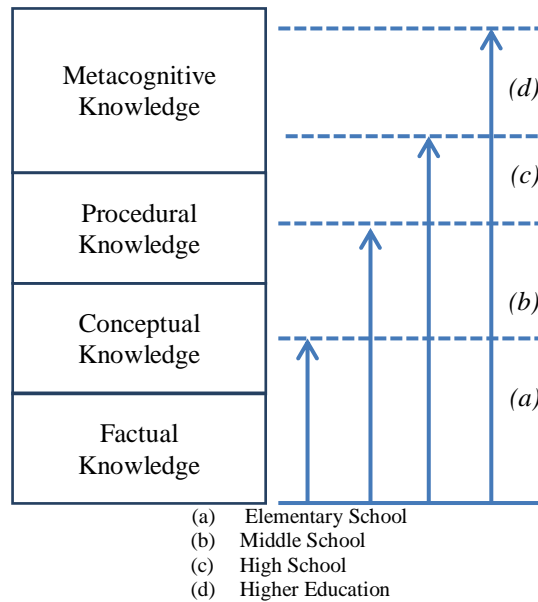 Metacognitive
Knowledge
(d)
(c)
Procedural
Knowledge
(b)
Conceptual
Knowledge
(a)
Factual
Knowledge
(a) Elementary School
(b) Middle School
(c) High School
(d) Higher Education